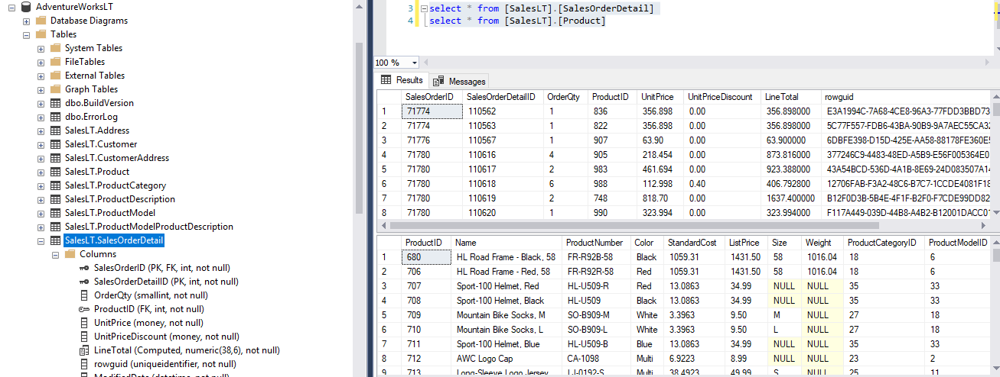 AdventureWorksLT
Database Diagrams
Tables
System Tables
FileTables
External Tables
Graph Tables
dbo.BuildVersion
dbo.ErrorLog
SalesLT.Address
SalesLT.Customer
SalesLT.CustomerAddress
SalesLT.Product
SalesLT.ProductCategory
SalesLT.ProductDescription
SalesLT.ProductModel
SalesLT.ProductModelProductDescription
SalesLT.SalesOrderDetail
Columns
SalesOrderID (PK, FK, int, not null)
SalesOrderDetailID (PK, int, not null)
OrderQty (smallint, not null)
ProductID (FK, int, not null)
UnitPrice (money, not null)
UnitPriceDiscount (money, not null)
LineTotal (Computed, numeric(38,6), not null)
rowguid (uniqueidentifier, not null)
ModifiedDate (datetime, not null)
3 select * from [SalesLT].[SalesOrderDetail]
4 select * from [SalesLT].[Product]
100 %
Results Messages
SalesOrderID SalesOrderDetailID OrderQty ProductID UnitPrice UnitPriceDiscount LineTotal rowguid
1 71774 110562 1 836 356.898 0.00 356.898000 E3A1994C-7A68-4CE8-96A3-77FDD3BBD73
2 71774 110563 1 822 356.898 0.00 356.898000 5C77F557-FDB6-43BA-90B9-9A7AEC55CA32
3 71776 110567 1 907 63.90 0.00 63.900000 6DBFE398-D15D-425E-AA58-88178FE360E5
4 71780 110616 4 905 218.454 0.00 873.816000 377246C9-4483-48ED-A5B9-E56F005364E0
5 71780 110617 2 983 461.694 0.00 923.388000 43A54BCD-536D-4A1B-8E69-24D083507A14
6 71780 110618 6 988 112.998 0.40 406.792800 12706FAB-F3A2-48C6-B7C7-1CCDE4081F18
7 71780 110619 2 748 818.70 0.00 1637.400000 B12F0D3B-5B4E-4F1F-B2F0-F7CDE99DD82
8 71780 110620 1 990 323.994 0.00 323.994000 F117A449-039D-44B8-A4B2-B12001DACC01
ProductID Name ProductNumber Color StandardCost ListPrice Size Weight ProductCategoryID ProductModelID
1 680 HL Road Frame - Black, 58 FR-R92B-58 Black 1059.31 1431.50 58 1016.04 18 6
2 706 HL Road Frame - Red, 58 FR-R92R-58 Red 1059.31 1431.50 58 1016.04 18 6
3 707 Sport-100 Helmet, Red HL-U509-R Red 13.0863 34.99 NULL NULL 35 33
4 708 Sport-100 Helmet, Black HL-U509 Black 13.0863 34.99 NULL NULL 35 33
5 709 Mountain Bike Socks, M SO-B909-M White 3.3963 9.50 M NULL 27 18
6 710 Mountain Bike Socks, L SO-B909-L White 3.3963 9.50 L NULL 27 18
7 711 Sport-100 Helmet, Blue HL-U509-B Blue 13.0863 34.99 NULL NULL 35 33
8 712 AWC Logo Cap CA-1098 Multi 6.9223 8.99 NULL NULL 23 2
9 713 Long-Sleeve Logo Jersey LJ-0192-S Multi 38.4923 49.99 S NULL 25 11